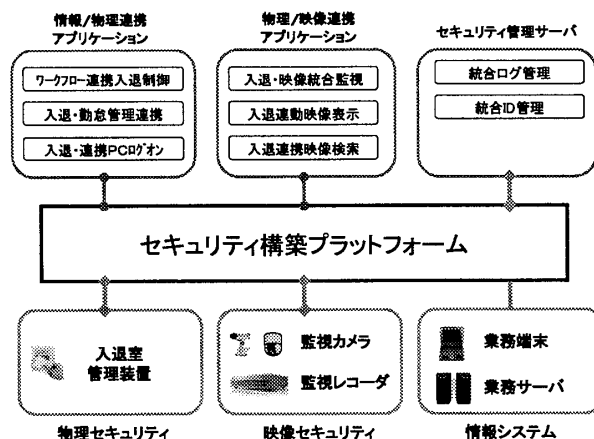 情報/物理連携
アプリケーション
ワークフロー連携入退制御
入退・勤怠管理連携
入退・連携PCログオン
物理/映像連携
アプリケーション
入退・映像統合監視
入退連動映像表示
入退連携映像検索
セキュリティ管理サーバ
統合ログ管理
統合ID管理
セキュリティ構築プラットフォーム
入退室
管理装置
物理セキュリティ
監視カメラ
監視レコーダ
映像セキュリティ
業務端末
業務サーバ
情報システム